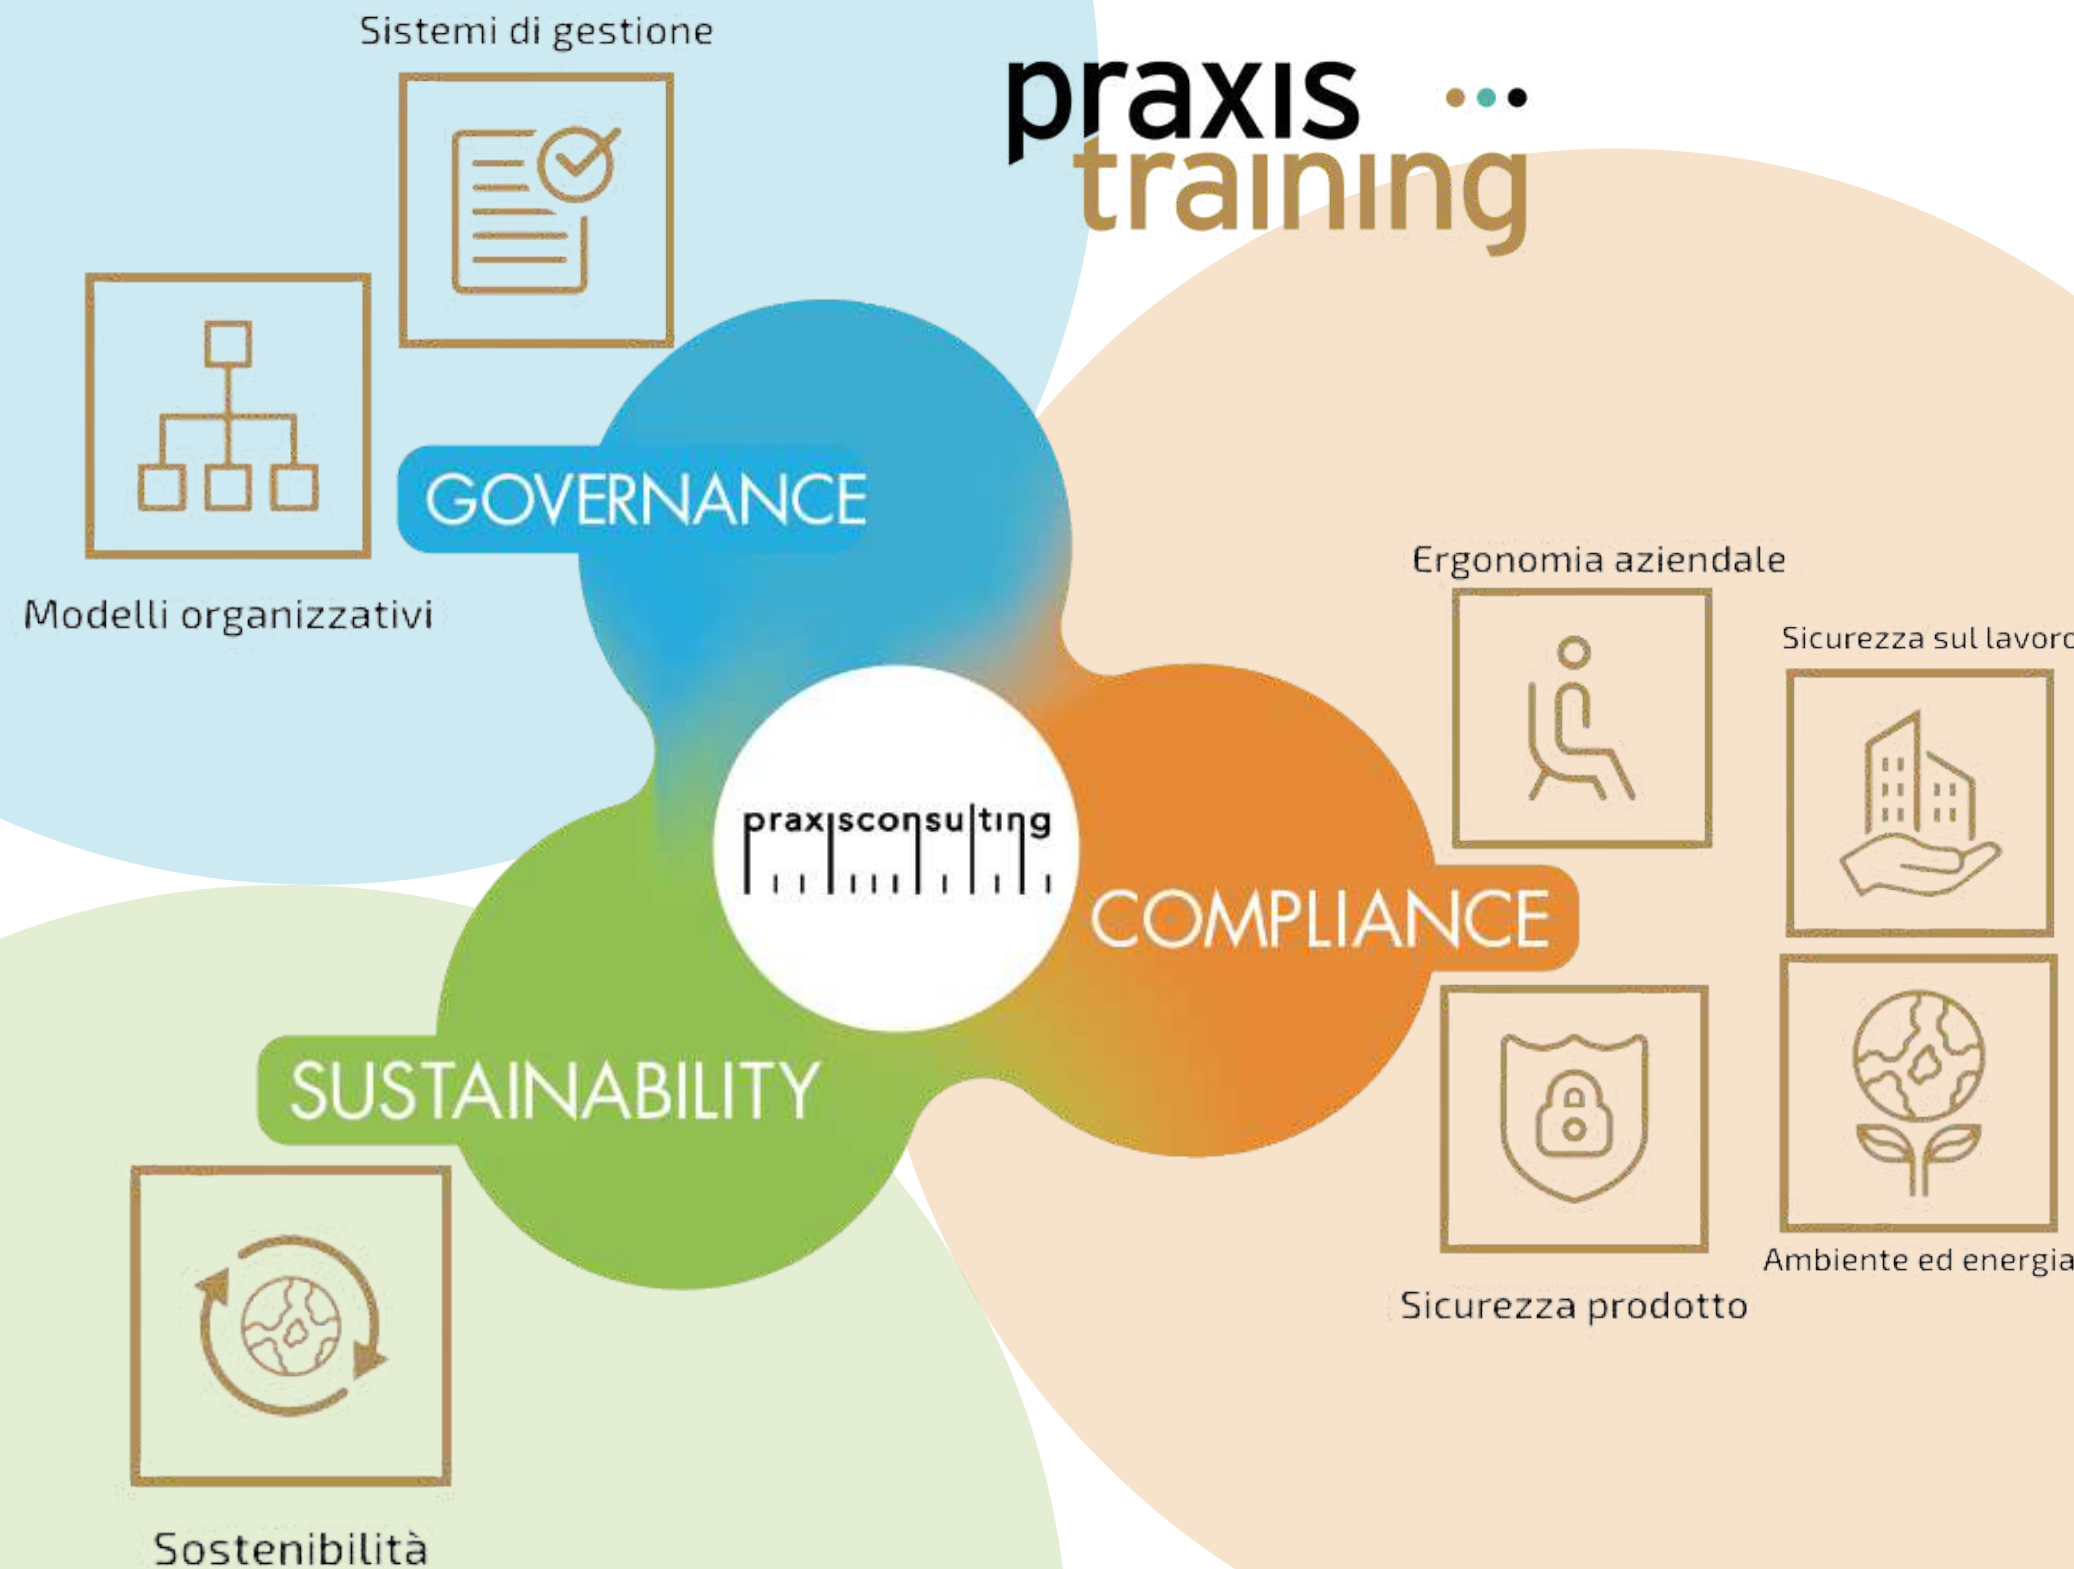 Sistemi di gestione
praxis
training
GOVERNANCE
Modelli organizzativi
Ergonomia aziendale
Sicurezza sul lavoro
praxisconsulting
COMPLIANCE
SUSTAINABILITY
Ambiente ed energia
Sicurezza prodotto
Sostenibilità